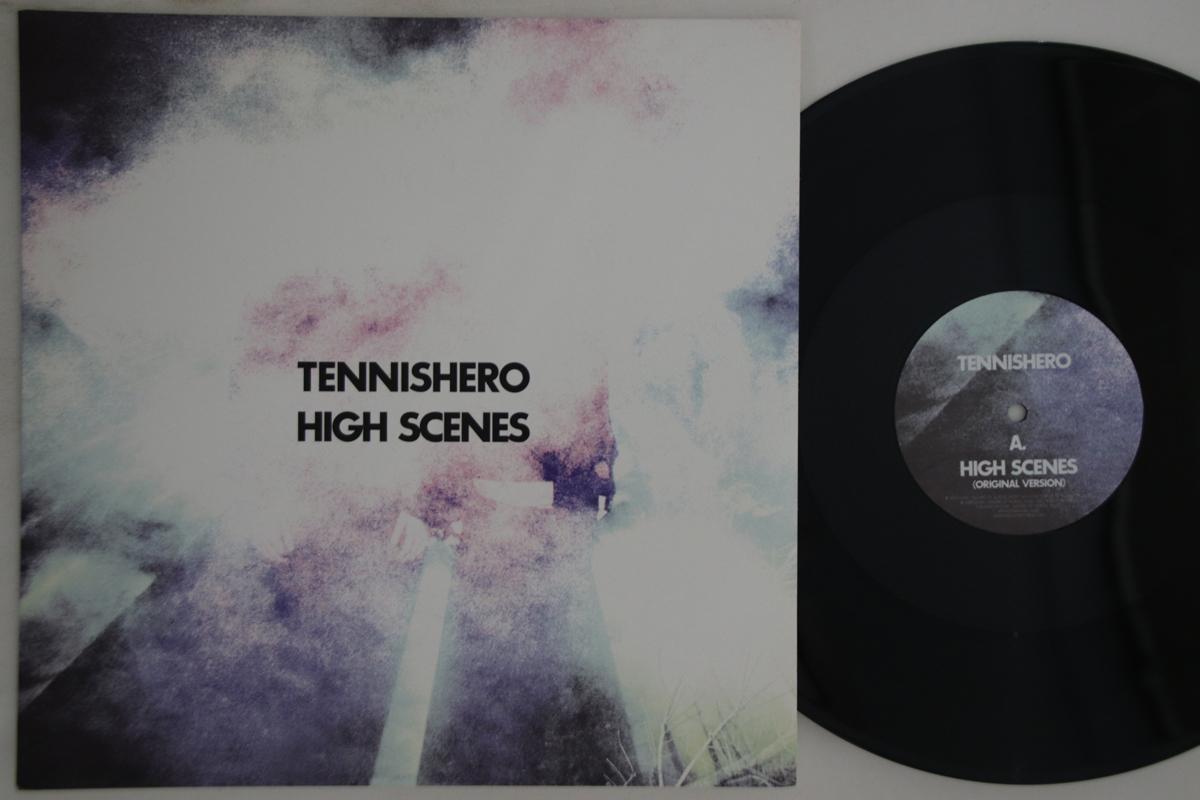 TENNISHERO
HIGH SCENES
TENNISHERO
A.
HIGH SCENES
(ORIGINAL VERSION)